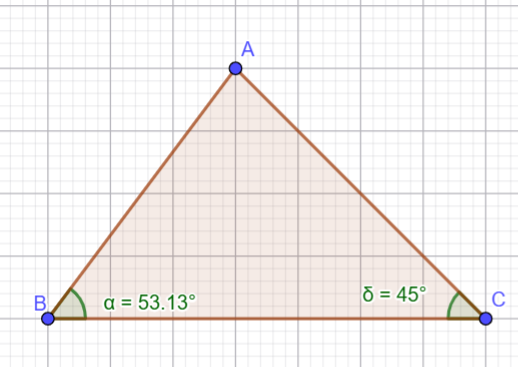 A
B
α = 53.13°
δ = 45°
C